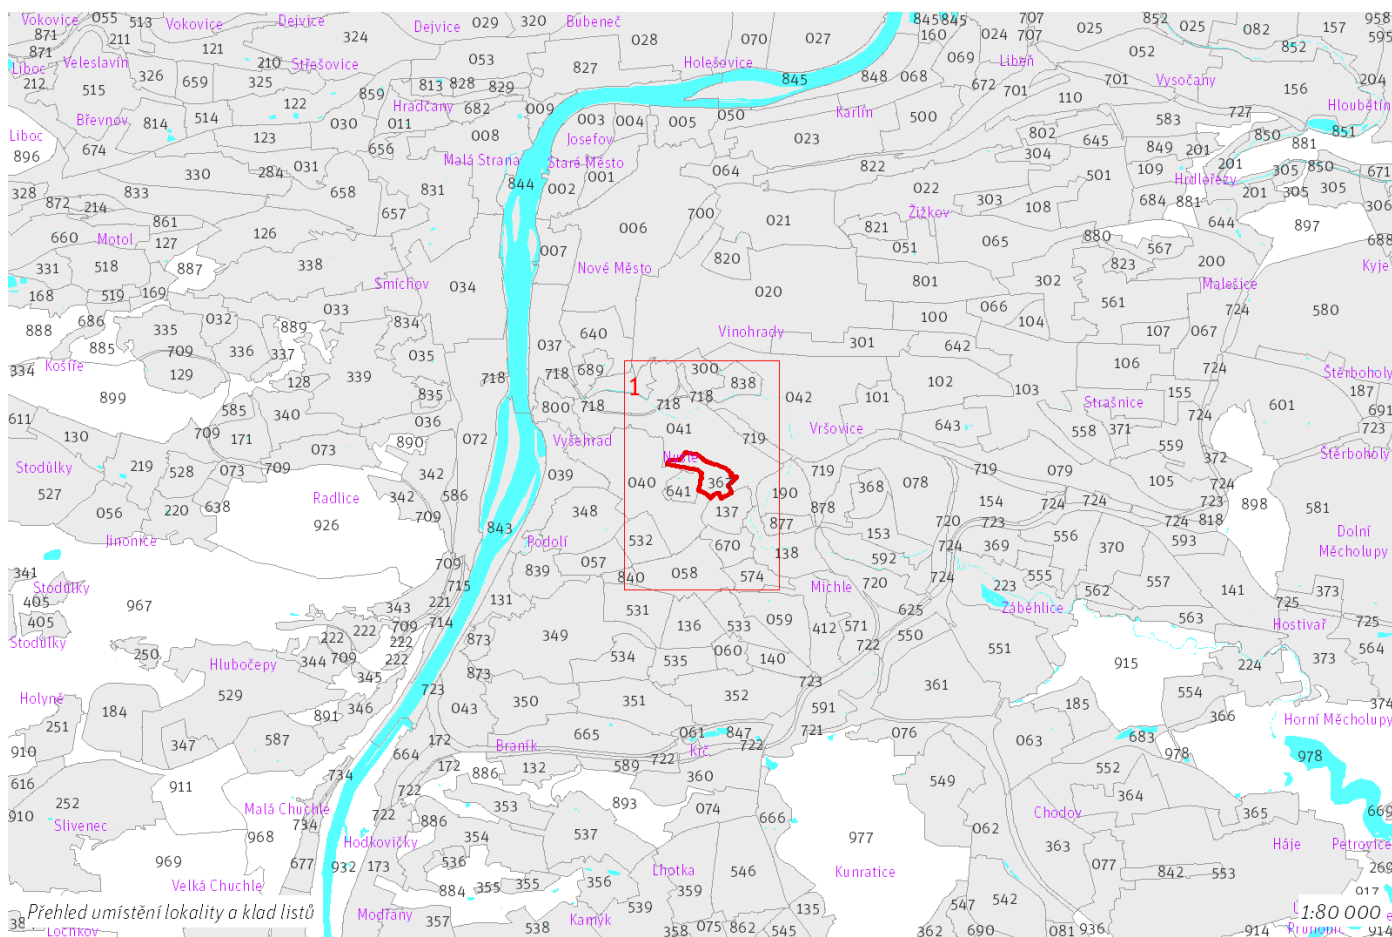 Vokovice 055 513 Vokovice Dejvice 324 Dejvice 029 320 Bubeneč 028 070 027 845 845 160 024 707 707 025 852 025 082 157 958 595
871 211 121 210 Střešovice 053 827 Holešovice 069 Libeň 052 852
871 Liboc 212 Veleslavín 515 326 659 325 859 813 828 829 845 848 068 672 701 701 110 Vysočany 156 204
Břevnov 814 514 122 030 011 Hradčany 682 009 003 004 005 050 Karlín 500 583 727 Hloubětín
Liboc 896 674 123 656 008 Josefov 023 802 645 849 850 851 881
330 284 031 Malá Strana Staré Město 001 064 822 304 501 109 201 201 305 850 671
328 833 658 831 844 002 022 303 Hrdlořezy 201 305 305 306
872 214 861 657 700 021 Žižkov 108 684 881 644 897
660 Motol 127 126 007 006 821 051 065 880 567 688
331 518 887 338 820 823 200 Kyje
168 519 169 Smíchov 034 Nové Město 020 801 302 561 Malešice 724 580
686 032 033 066
888 885 335 889 834 640 Vinohrady 100 104 107 067
709 336 337 035 037 301 642
334 Košíře 129 128 339 718 718 689 300 838 102 103 106 724 Štěrboholy
899 585 340 835 1 718 718 042 101 Strašnice 155 187
611 036 800 718 601 691
130 709 171 041 Vršovice 643 558 371 724 723
Stodůlky 219 528 073 709 073 890 072 Vyšehrad Nusle 719 559 Štěrboholy
527 342 039 040 367 719 719 079 372
056 220 638 Radlice 342 586 641 190 368 078 105 724
926 709 348 137 878 154 724 724 723 898 581
Jinonice 843 532 877 153 720 723 724 818 Dolní
Podolí 670 138 592 724 369 556 370 593 Měcholupy
341 709 839 057 840 058 574 Michle 720 724 555 557
Stodůlky 715 223 562 141 373
405 967 343 221 131 531 625 Záběhlice 725
405 222 222 709 714 136 533 059 412 571 550 563 Hostivař 725
Stodůlky 222 873 349 060 722 551 564
250 Hlubočepy 344 709 222 534 535 140 915 224 373
345 873
Holyně 529 723 350 351 352 723 361 554 374
184 346 043 591 185
251 891 366 Horní Měcholupy
347 587 172 665 061 847 721 076 063 683
910 664 Braník Krč 722 978 978
616 734 172 886 132 589 722 360 549 552
911 722 364
252 Malá Chuchle 353 893 074 365 669
910 734 722 886 666 062 Chodov
Slivenec 968 Hodkovičky 354 537 977 363 Háje Petrovice
969 677 536 077 842 553
932 173 Lhotka 546 Kunratice 269
Velká Chuchle 884 355 355 356 359 917
Přehled umístění lokality a klad listů Modřany 357 539 135 547 542 1:80 000
Lochkov 538 Kamýk 358 075 862 545 362 690 081 936 914 914